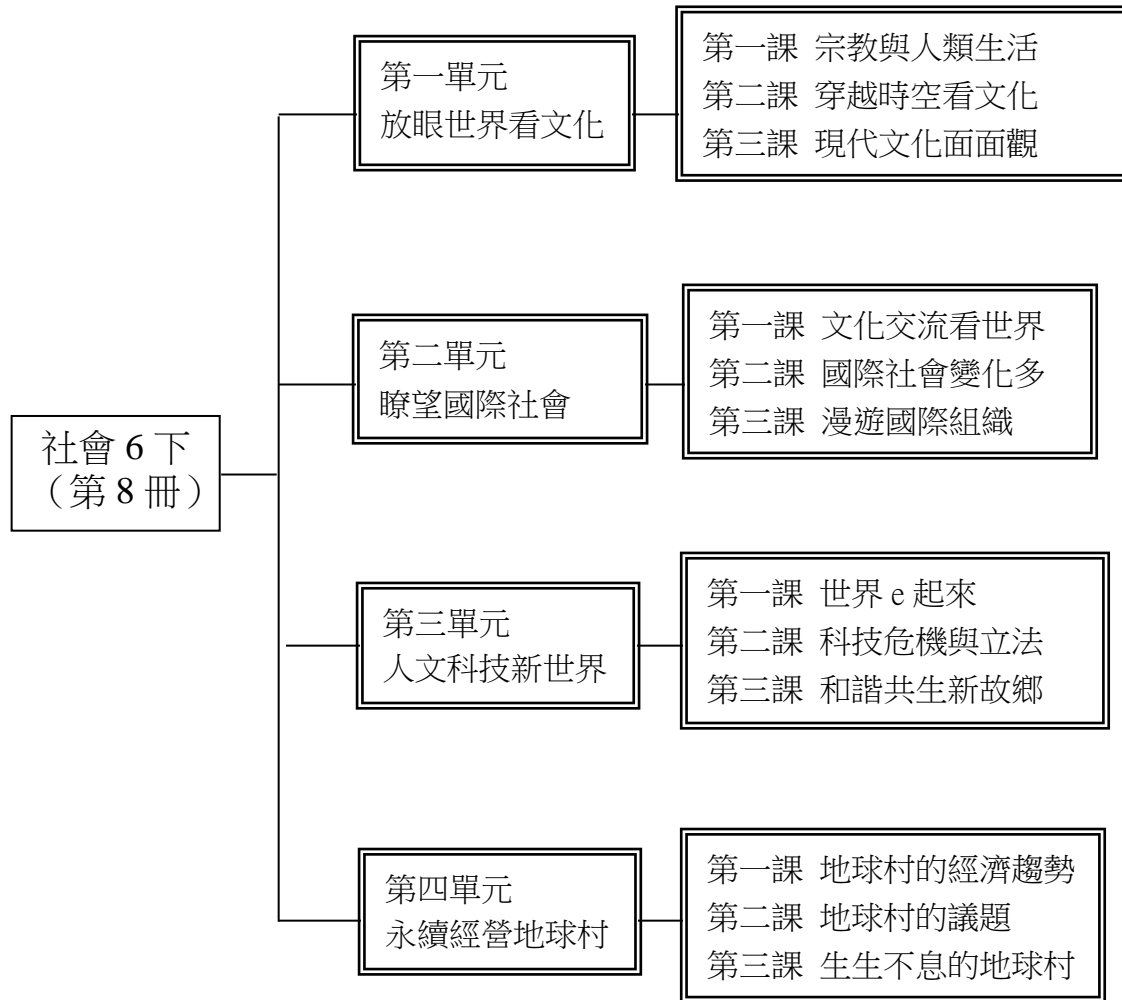 社會 6 下
（第 8 冊）
第一單元
放眼世界看文化
第一課 宗教與人類生活
第二課 穿越時空看文化
第三課 現代文化面面觀
第二單元
瞭望國際社會
第一課 文化交流看世界
第二課 國際社會變化多
第三課 漫遊國際組織
第三單元
人文科技新世界
第一課 世界 e 起來
第二課 科技危機與立法
第三課 和諧共生新故鄉
第四單元
永續經營地球村
第一課 地球村的經濟趨勢
第二課 地球村的議題
第三課 生生不息的地球村